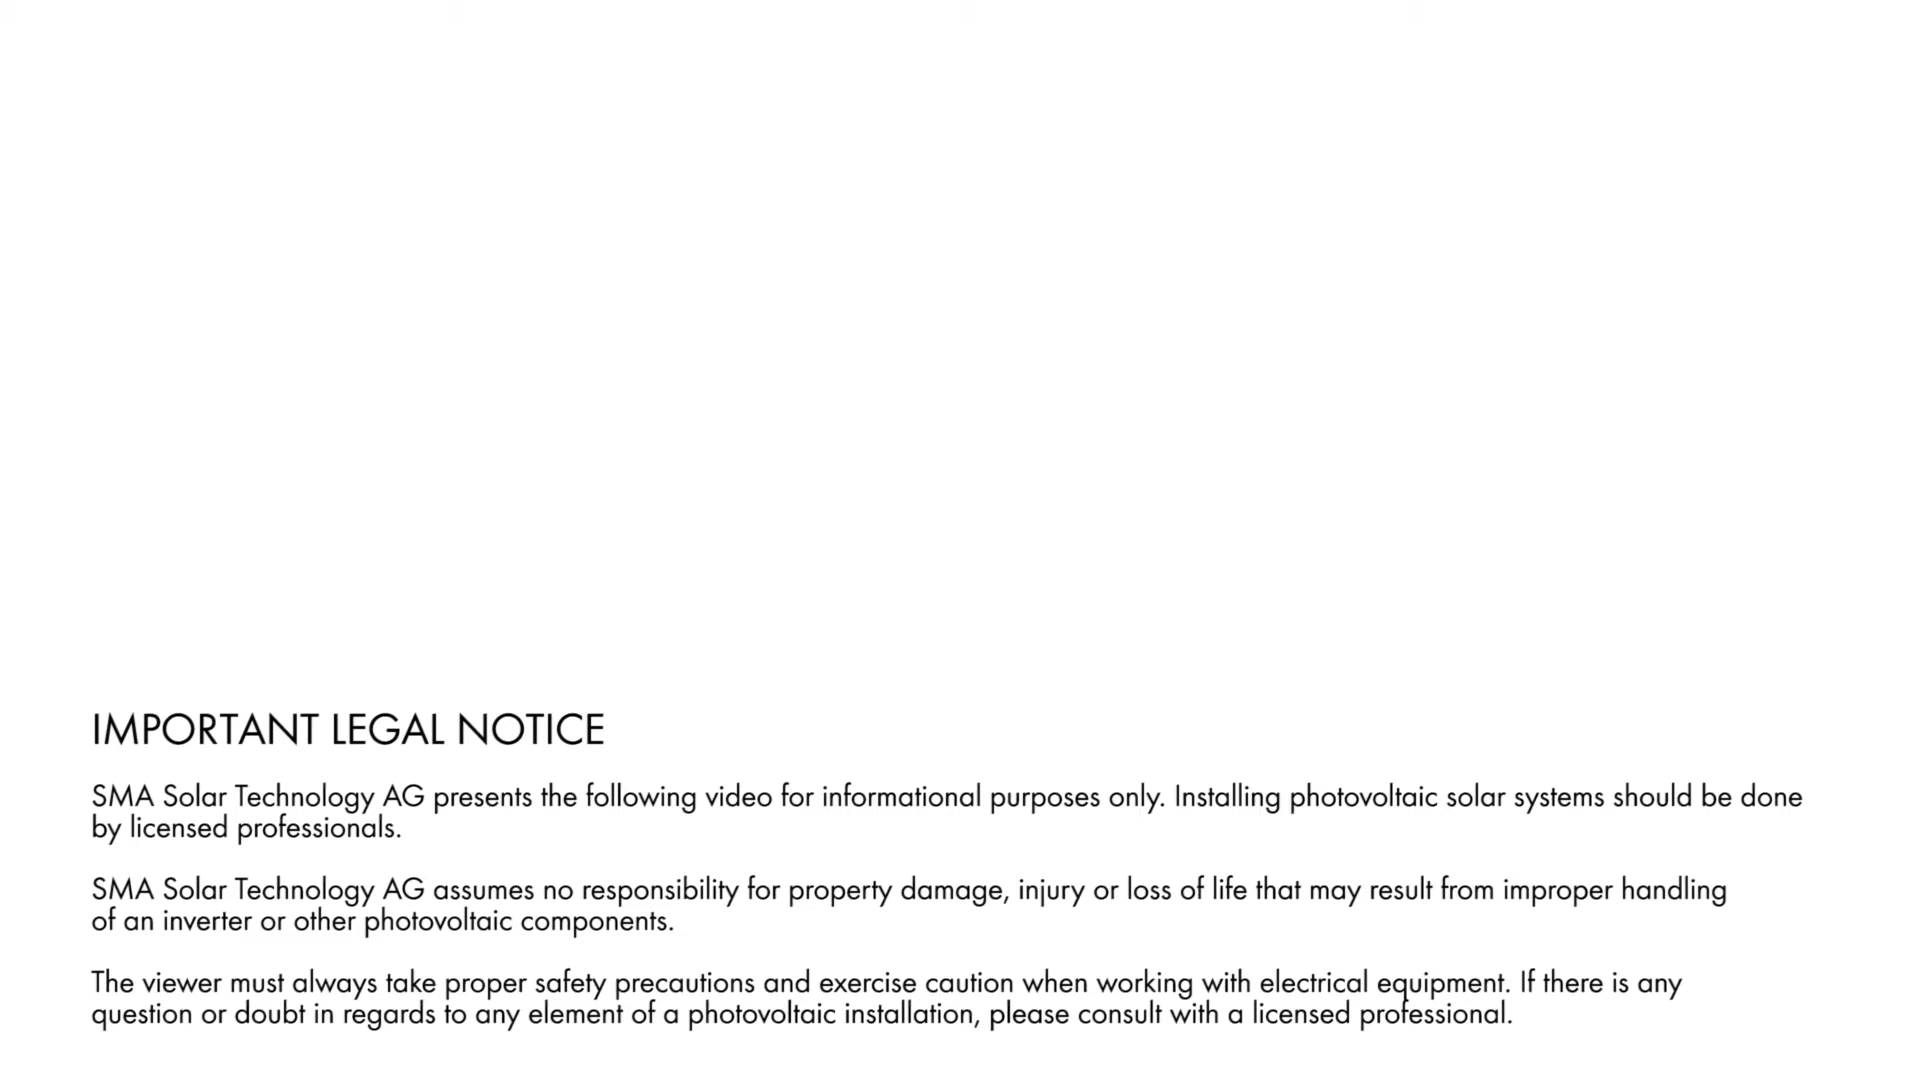 IMPORTANT LEGAL NOTICE
SMA Solar Technology AG presents the following video for informational purposes only. Installing photovoltaic solar systems should be done
by licensed professionals.
SMA Solar Technology AG assumes no responsibility for property damage, injury or loss of life that may result from improper handling
of an inverter or other photovoltaic components.
The viewer must always take proper safety precautions and exercise caution when working with electrical equipment. If there is any
question or doubt in regards to any element of a photovoltaic installation, please consult with a licensed professional.